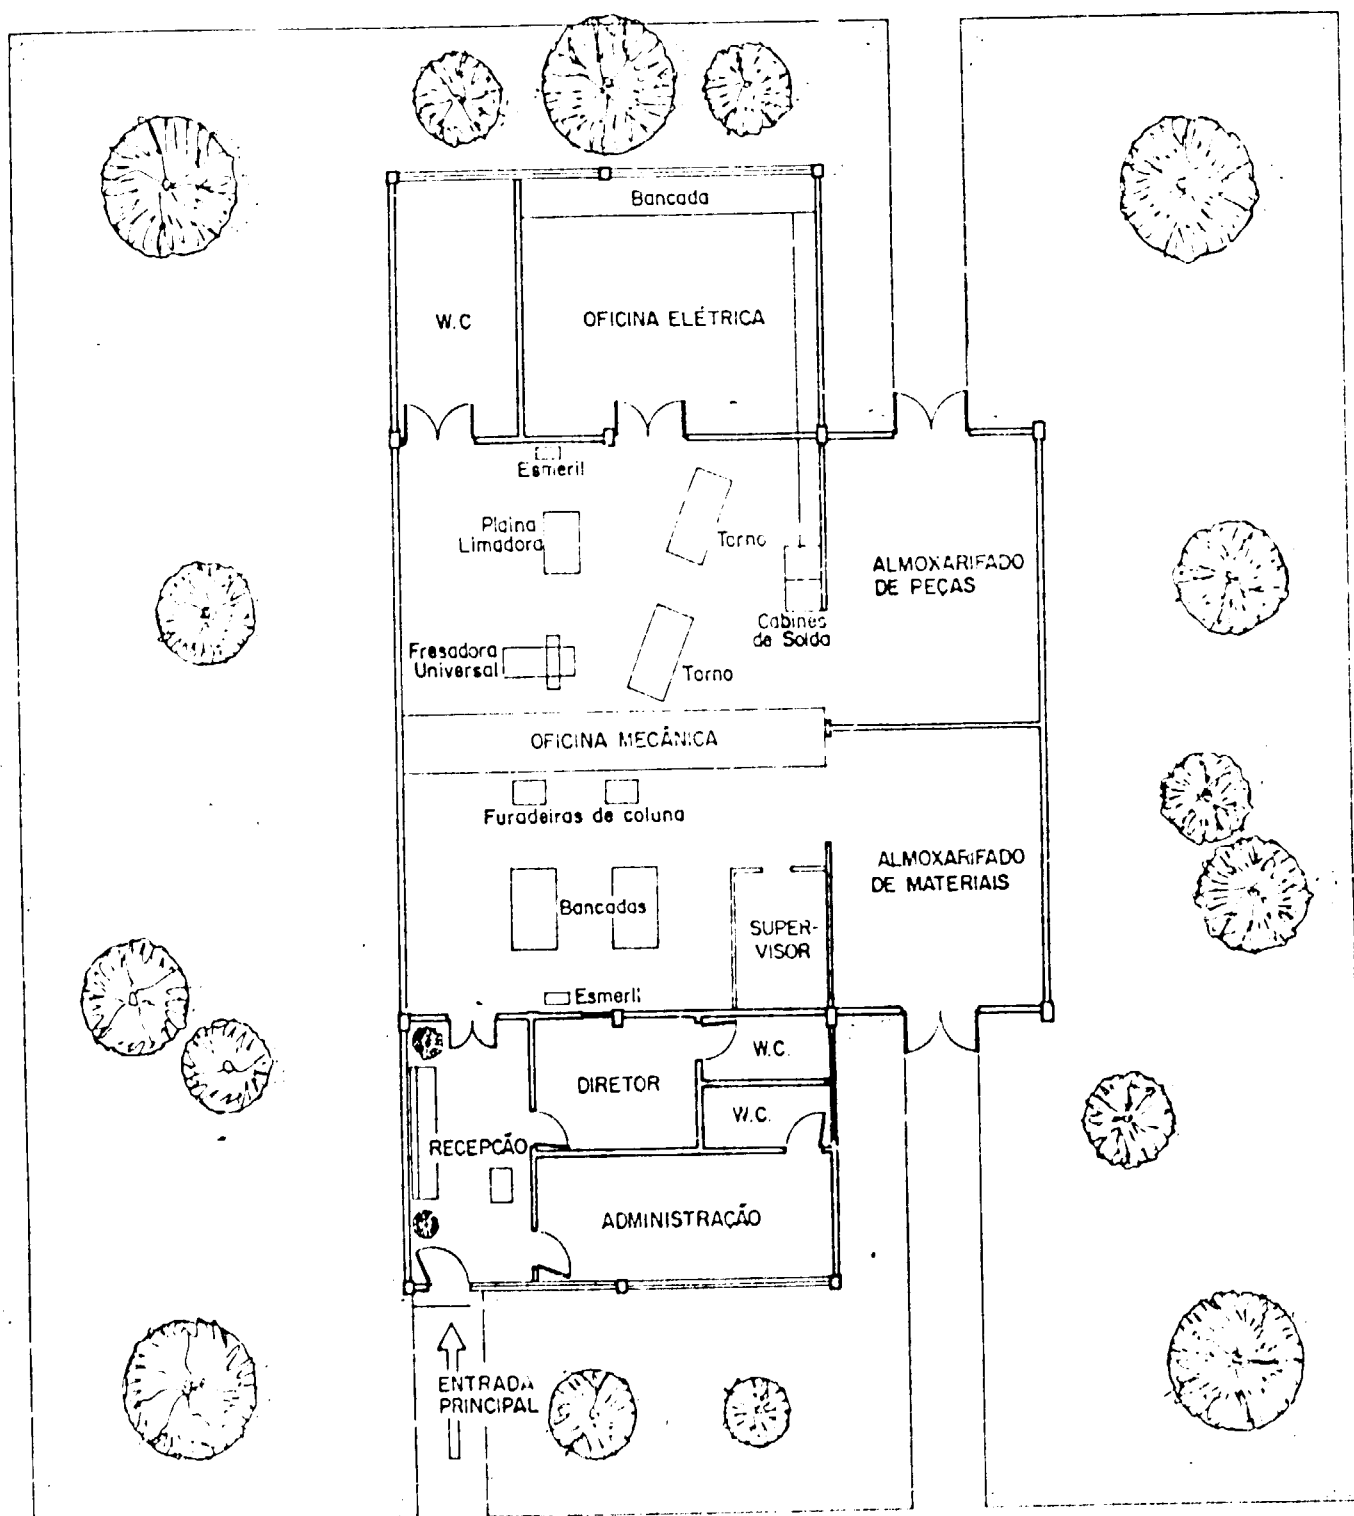 Bancada
W.C
OFICINA ELÉTRICA
Esmeril
Plaina
Limadora
Torno
ALMOXARIFADO
DE PEÇAS
Cabines
de Solda
Fresadora
Universal
Torno
OFICINA MECÂNICA
Furadeiras de coluna
ALMOXARIFADO
DE MATERIAIS
Bancadas
SUPER-
VISOR
Esmerli
W.C.
DIRETOR
W.C.
RECEPCÃO
ADMINISTRAÇÃO
ENTRADA
PRINCIPAL